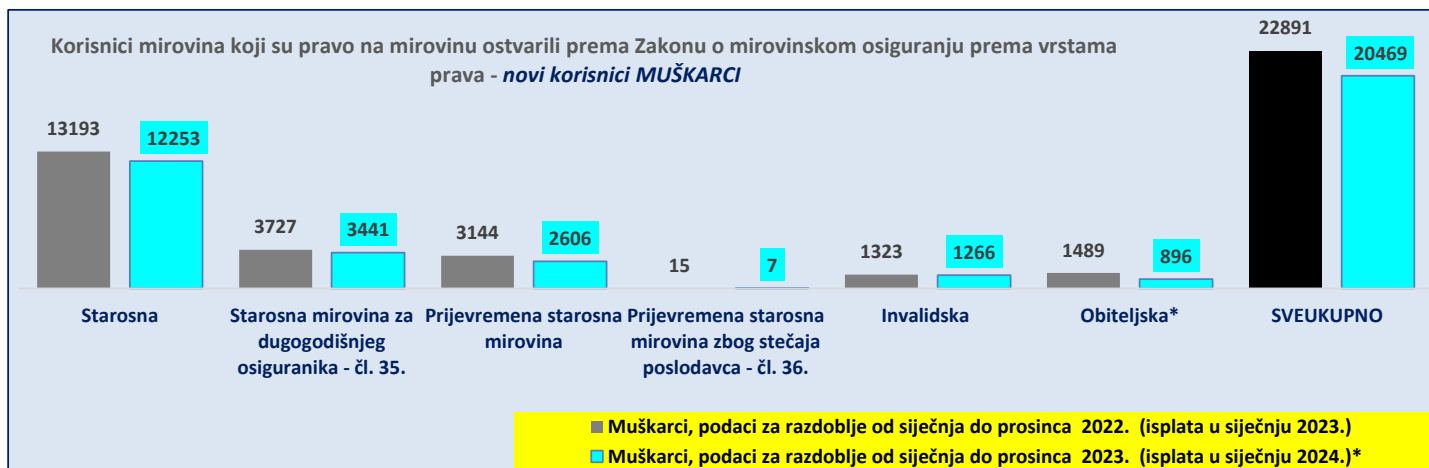 Korisnici mirovina koji su pravo na mirovinu ostvarili prema Zakonu o mirovinskom osiguranju prema vrstama
prava - novi korisnici MUŠKARCI
22891
20469
13193
12253
3727
3441
3144
2606
15
7
1323
1266
1489
896
Starosna
Starosna mirovina za
dugogodišnjeg
osiguranika - čl. 35.
Prijevremena starosna
mirovina
Prijevremena starosna
mirovina zbog stečaja
poslodavca - čl. 36.
Invalidska
Obiteljska*
SVEUKUPNO
Muškarci, podaci za razdoblje od siječnja do prosinca 2022. (isplata u siječnju 2023.)
Muškarci, podaci za razdoblje od siječnja do prosinca 2023. (isplata u siječnju 2024.)*